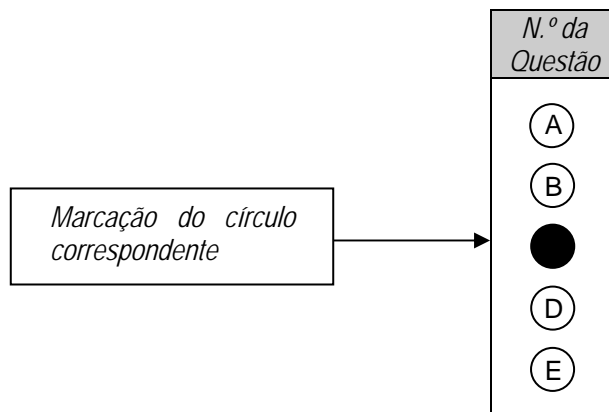 N.º da
Questão
A
B
Marcação do círculo
correspondente
D
E